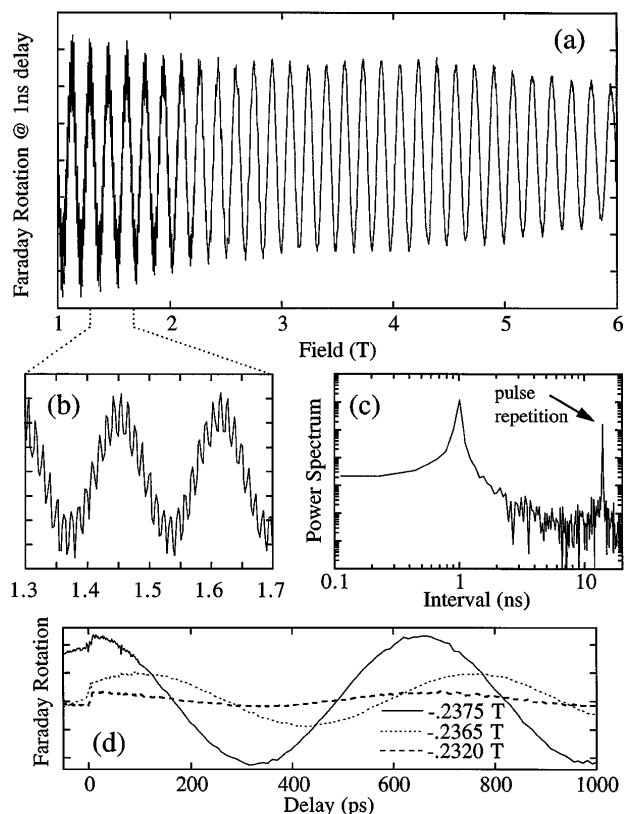 (a)
Faraday Rotation @ 1ns delay
1 2 3 4 5 6
Field (T)
(b)
1.3 1.4 1.5 1.6 1.7
(c)
pulse
repetition
Power Spectrum
0.1 1 10
Interval (ns)
(d)
Faraday Rotation
-.2375 T
-.2365 T
-.2320 T
0 200 400 600 800 1000
Delay (ps)